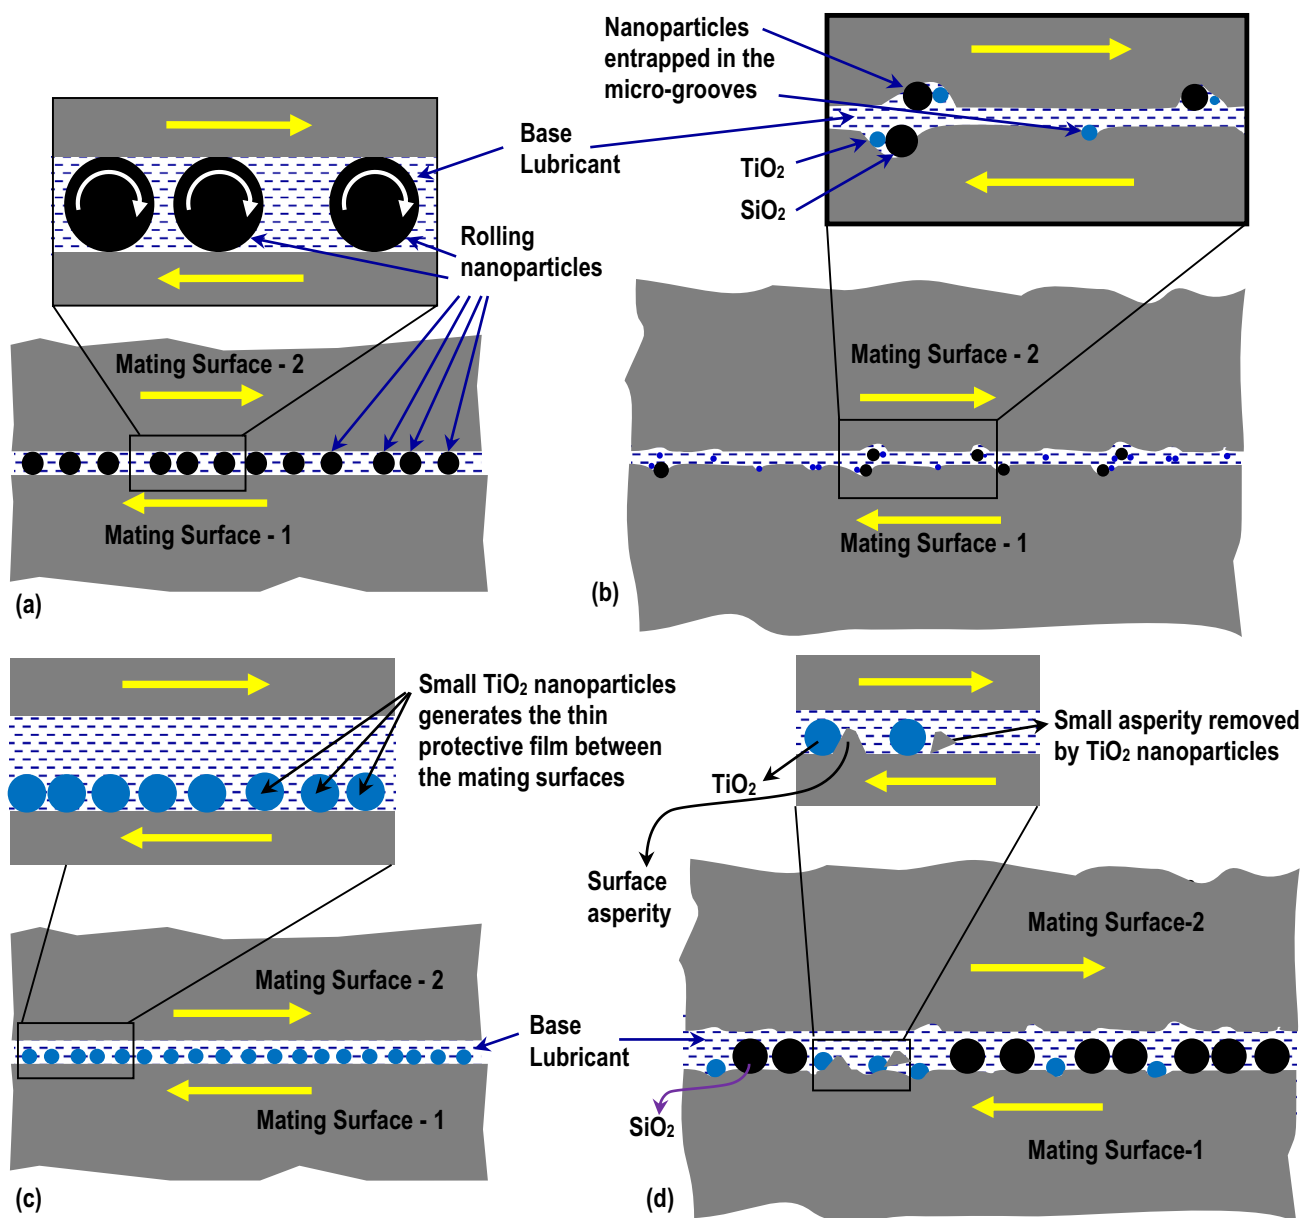 Base
Lubricant
Rolling
nanoparticles
Mating Surface - 2
Mating Surface - 1
(a)
Nanoparticles
entrapped in the
micro-grooves
TiO₂
SiO₂
Mating Surface - 2
Mating Surface - 1
(b)
Small TiO₂ nanoparticles
generates the thin
protective film between
the mating surfaces
Mating Surface - 2
Base
Lubricant
Mating Surface - 1
(c)
Small asperity removed
by TiO₂ nanoparticles
TiO₂
Surface
asperity
Mating Surface-2
SiO₂
Mating Surface-1
(d)